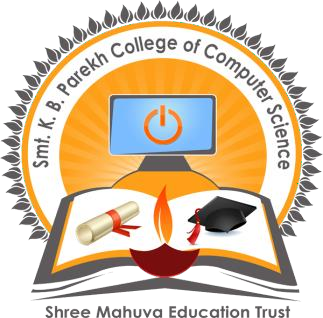 Smt. K. B. Parekh College of Computer Science
Shree Mahuva Education Trust